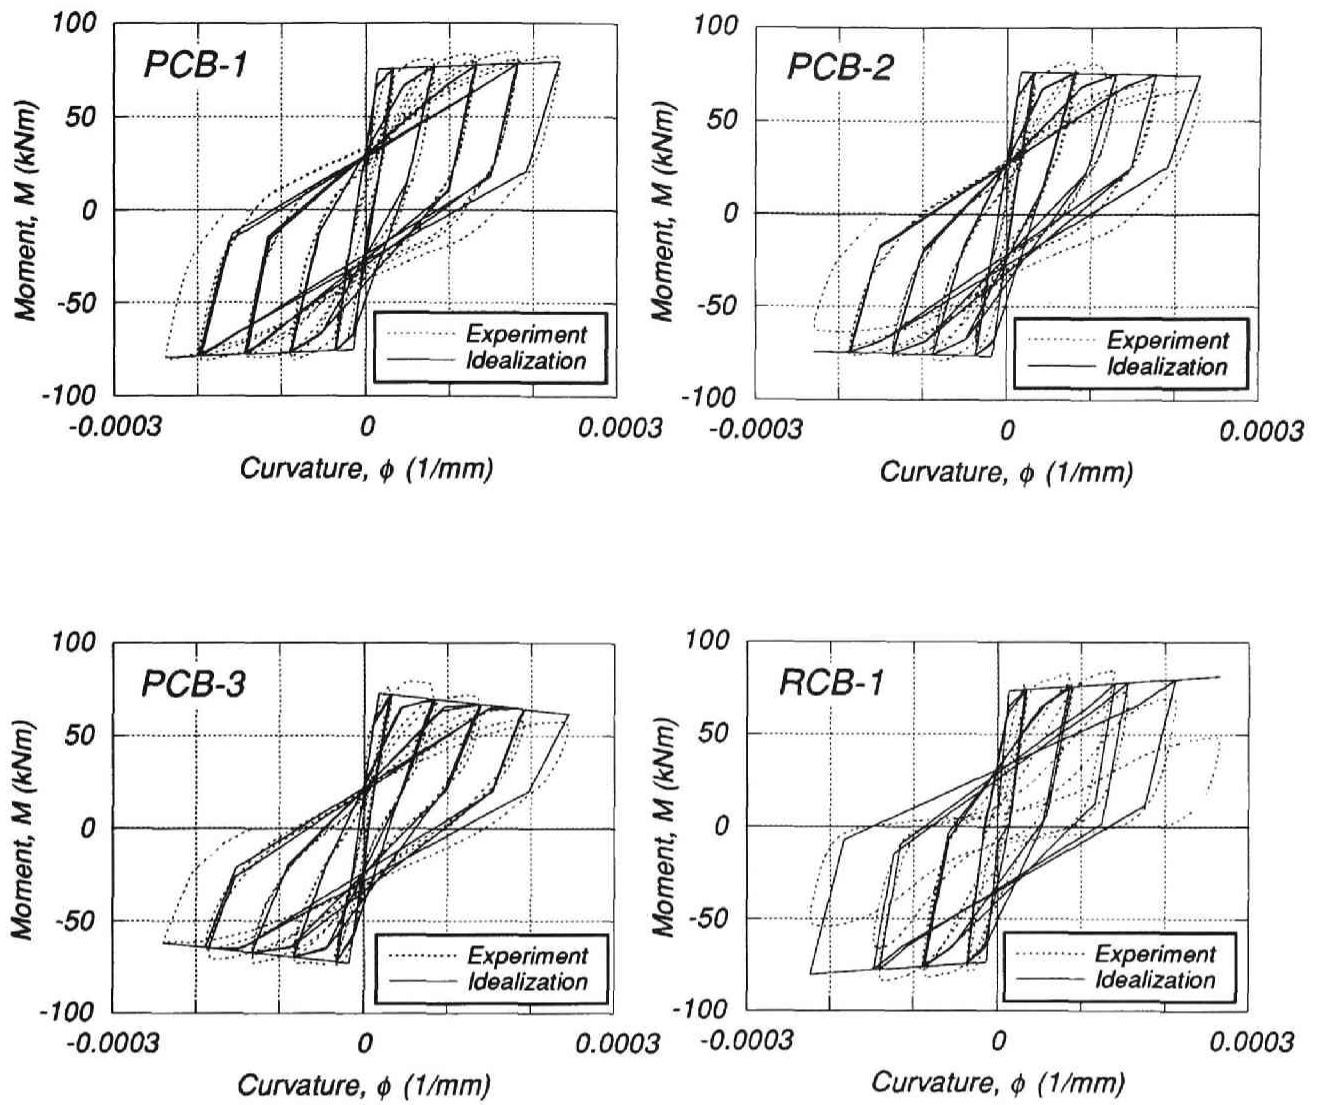 100
PCB-1
50
0
-50
-100
Moment, M (kNm)
Experiment
Idealization
-0.0003
0
0.0003
Curvature, ϕ (1/mm)
100
PCB-2
50
0
-50
-100
Moment, M (kNm)
Experiment
Idealization
-0.0003
0
0.0003
Curvature, ϕ (1/mm)
100
PCB-3
50
0
-50
-100
Moment, M (kNm)
Experiment
Idealization
-0.0003
0
0.0003
Curvature, ϕ (1/mm)
100
RCB-1
50
0
-50
-100
Moment, M (kNm)
Experiment
Idealization
-0.0003
0
0.0003
Curvature, ϕ (1/mm)